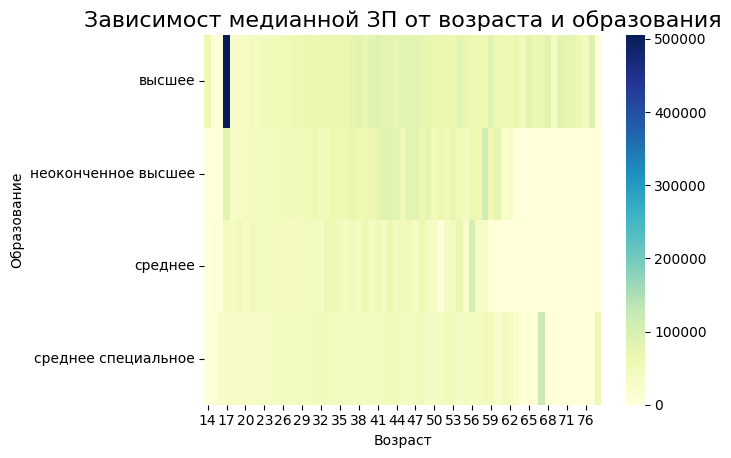 Зависимост медианной ЗП от возраста и образования
высшее
неоконченное высшее
среднее
среднее специальное
Образование
14 17 20 23 26 29 32 35 38 41 44 47 50 53 56 59 62 65 68 71 76
Возраст
500000
400000
300000
200000
100000
0